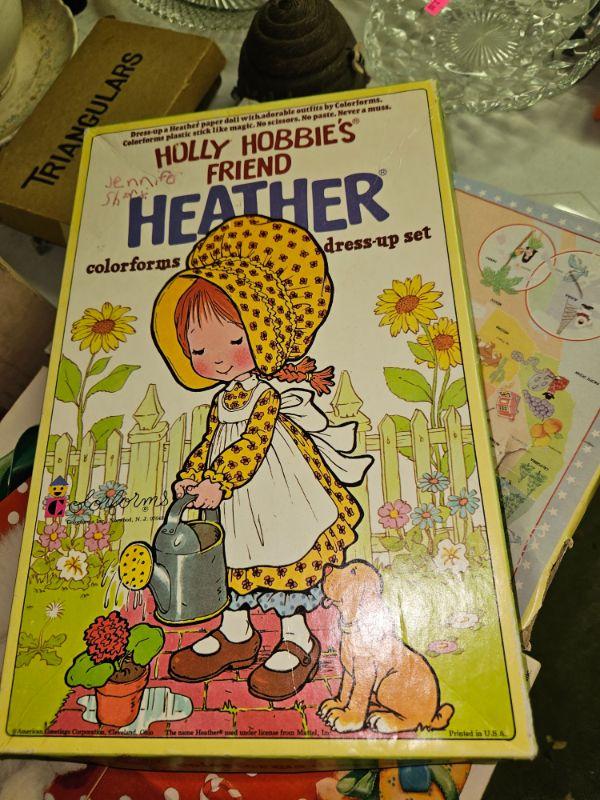 TRIANGULARS
Dress-up a Heather paper doll with adorable outfits by Colorforms.
Colorforms plastic stick like magic. No scissors. No paste. Never a muss.
HOLLY HOBBIE'S®
FRIEND
Jennifer
HEATHER®
colorforms
dress-up set
Colorforms
©American Greetings Corporation, Cleveland, Ohio
The name Heather® used under license from Mattel, Inc.
Printed in U.S.A.